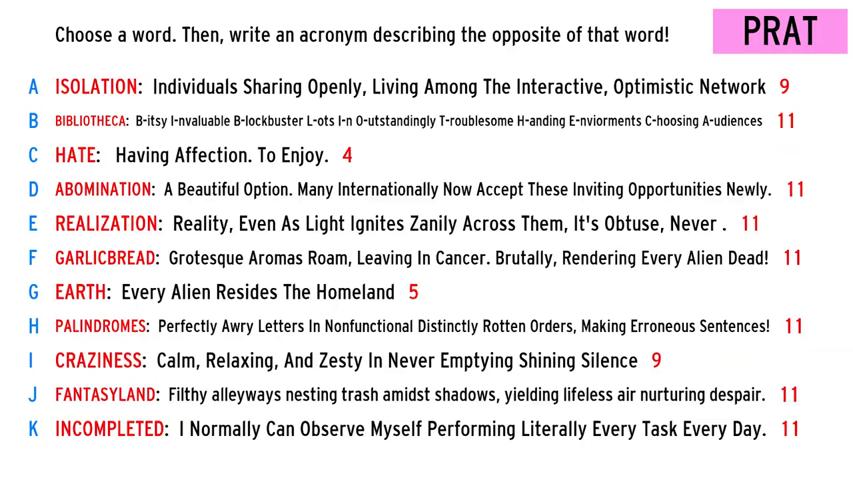 Choose a word. Then, write an acronym describing the opposite of that word!
PRAT
A ISOLATION: Individuals Sharing Openly, Living Among The Interactive, Optimistic Network 9
B BIBLIOTHECA: B-itsy I-nvaluable B-lockbuster L-ots I-n O-utstandingly T-roublesome H-anding E-nviorments C-hoosing A-udiences 11
C HATE: Having Affection. To Enjoy. 4
D ABOMINATION: A Beautiful Option. Many Internationally Now Accept These Inviting Opportunities Newly. 11
E REALIZATION: Reality, Even As Light Ignites Zanily Across Them, It's Obtuse, Never . 11
F GARLICBREAD: Grotesque Aromas Roam, Leaving In Cancer. Brutally, Rendering Every Alien Dead! 11
G EARTH: Every Alien Resides The Homeland 5
H PALINDROMES: Perfectly Awry Letters In Nonfunctional Distinctly Rotten Orders, Making Erroneous Sentences! 11
I CRAZINESS: Calm, Relaxing, And Zesty In Never Emptying Shining Silence 9
J FANTASYLAND: Filthy alleyways nesting trash amidst shadows, yielding lifeless air nurturing despair. 11
K INCOMPLETED: I Normally Can Observe Myself Performing Literally Every Task Every Day. 11